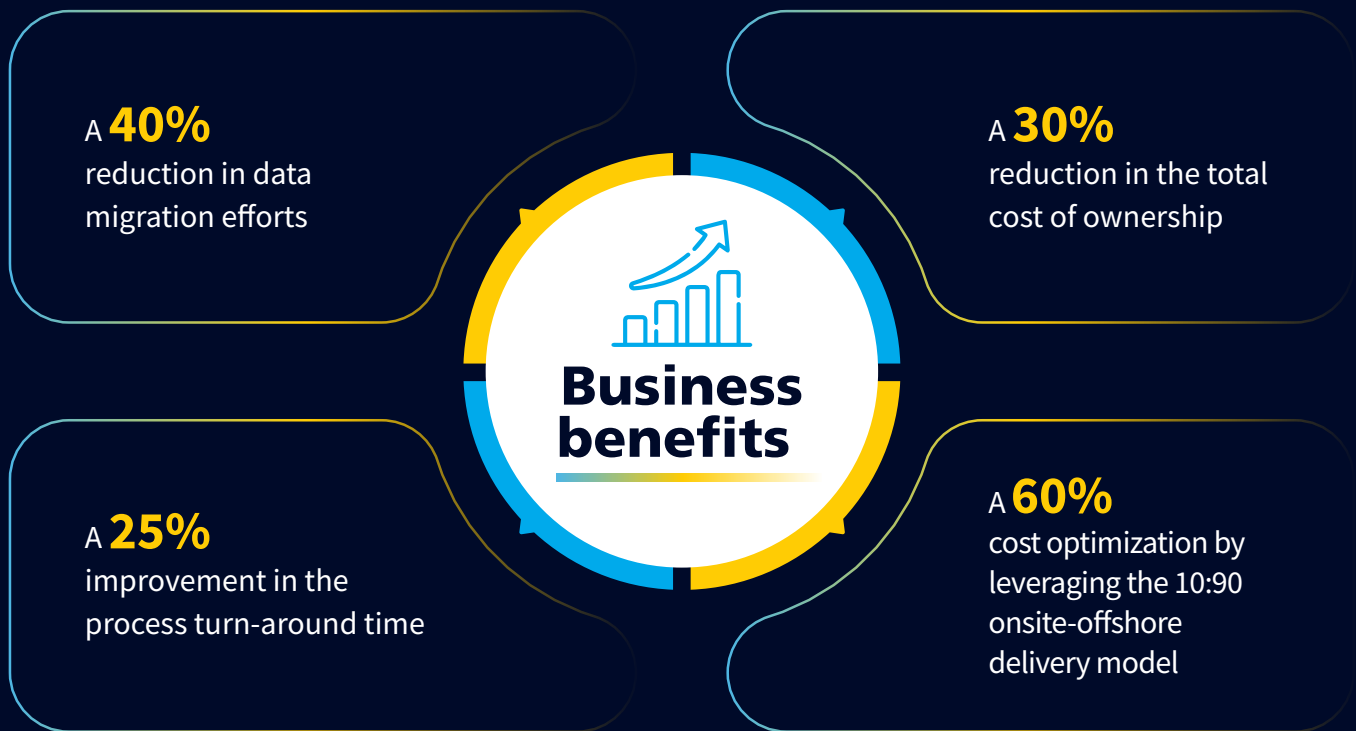 A 40%
reduction in data
migration efforts
A 30%
reduction in the total
cost of ownership
Business
benefits
A 25%
improvement in the
process turn-around time
A 60%
cost optimization by
leveraging the 10:90
onsite-offshore
delivery model